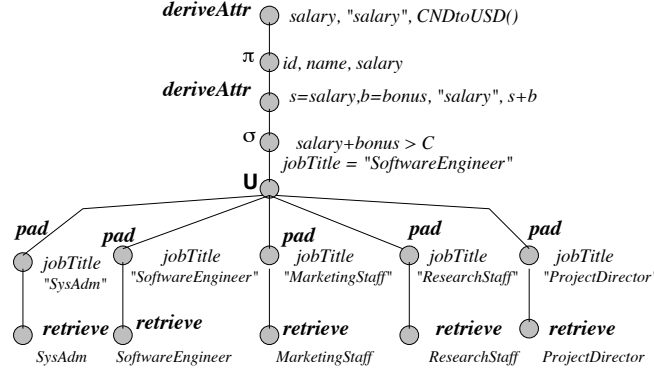 deriveAttr salary, "salary", CNDtoUSD()
π id, name, salary
deriveAttr s=salary,b=bonus, "salary", s+b
σ salary+bonus > C
jobTitle = "SoftwareEngineer"
U
pad pad pad pad pad
jobTitle jobTitle jobTitle jobTitle jobTitle
"SysAdm" "SoftwareEngineer" "MarketingStaff" "ResearchStaff" "ProjectDirector"
retrieve retrieve retrieve retrieve retrieve
SysAdm SoftwareEngineer MarketingStaff ResearchStaff ProjectDirector